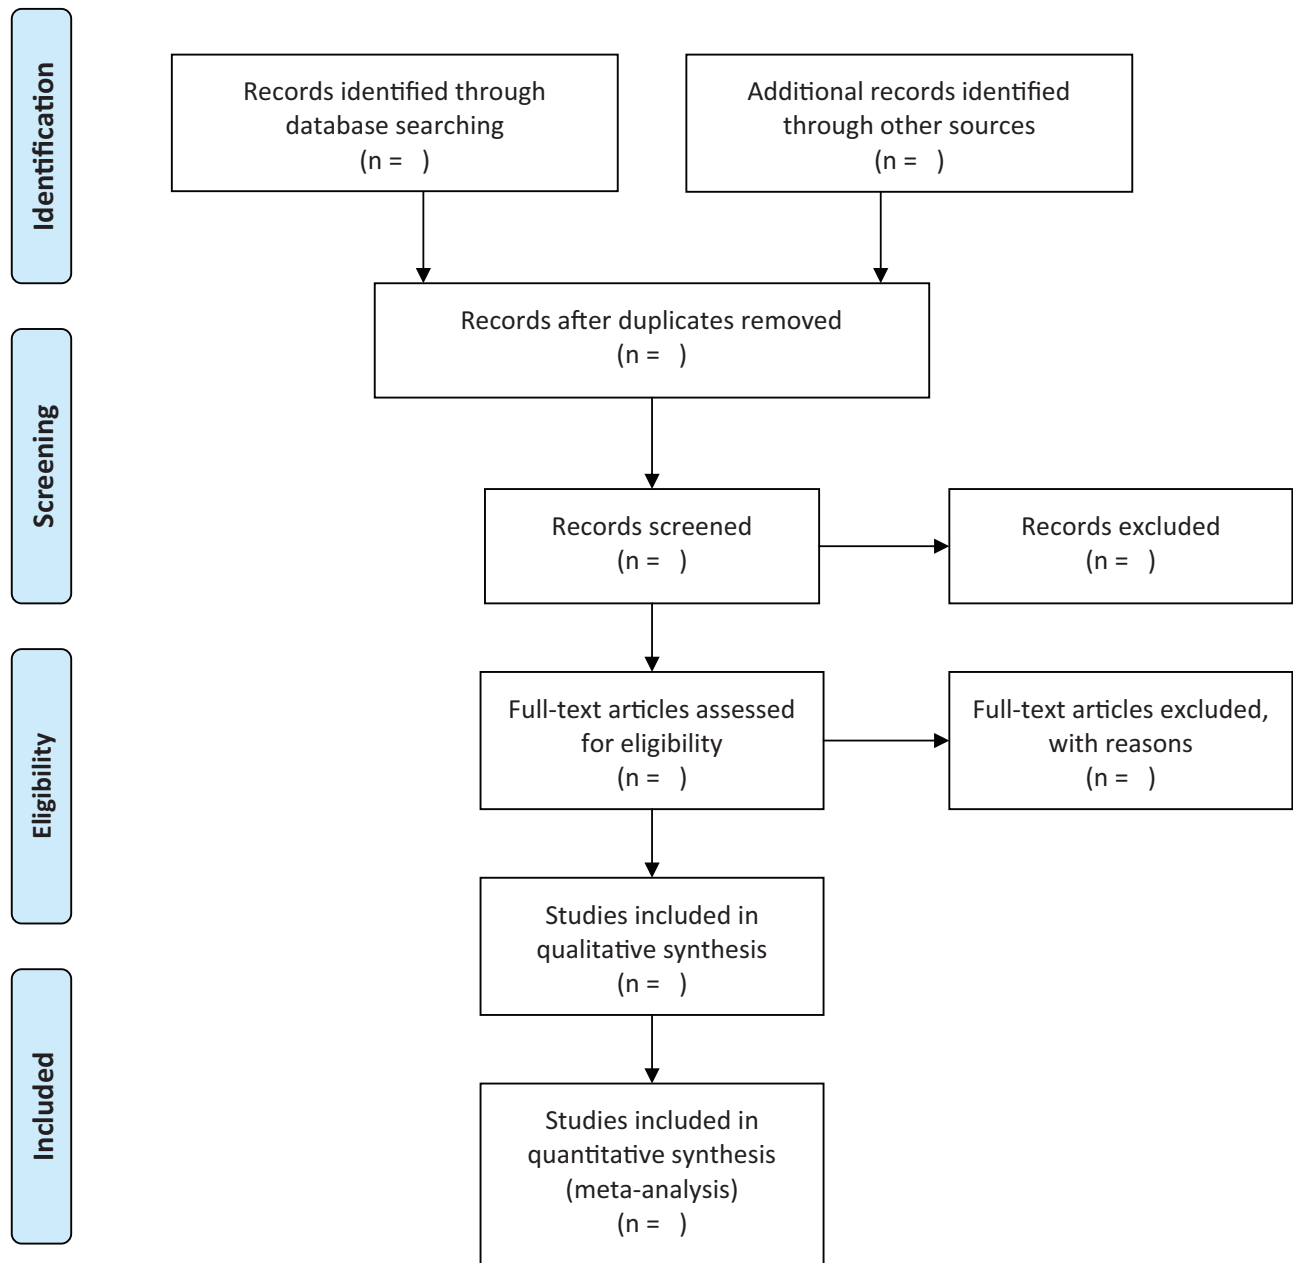 Identification
Records identified through
database searching
(n =   )
Additional records identified
through other sources
(n =   )
Records after duplicates removed
(n =   )
Screening
Records screened
(n =   )
Records excluded
(n =   )
Eligibility
Full-text articles assessed
for eligibility
(n =   )
Full-text articles excluded,
with reasons
(n =   )
Studies included in
qualitative synthesis
(n =   )
Included
Studies included in
quantitative synthesis
(meta-analysis)
(n =   )